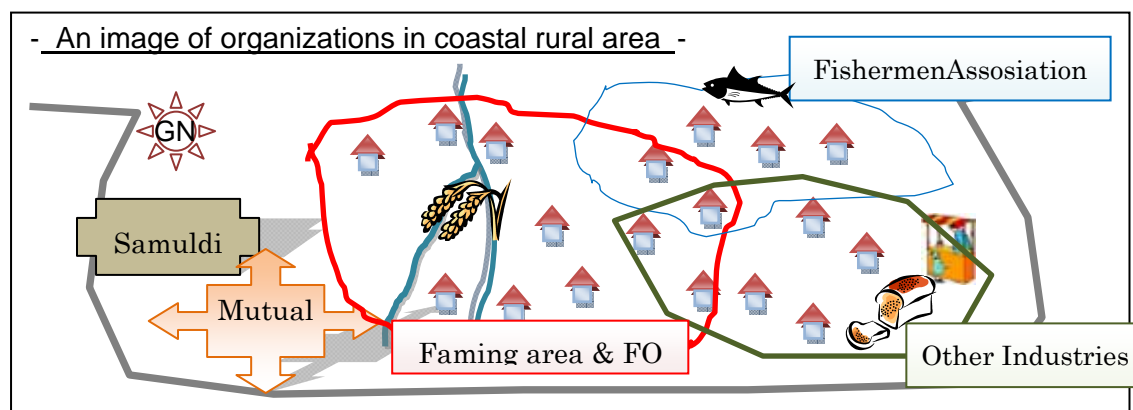 - An image of organizations in coastal rural area -
FishermenAssosiation
GN
Samuldi
Mutual
Faming area & FO
Other Industries